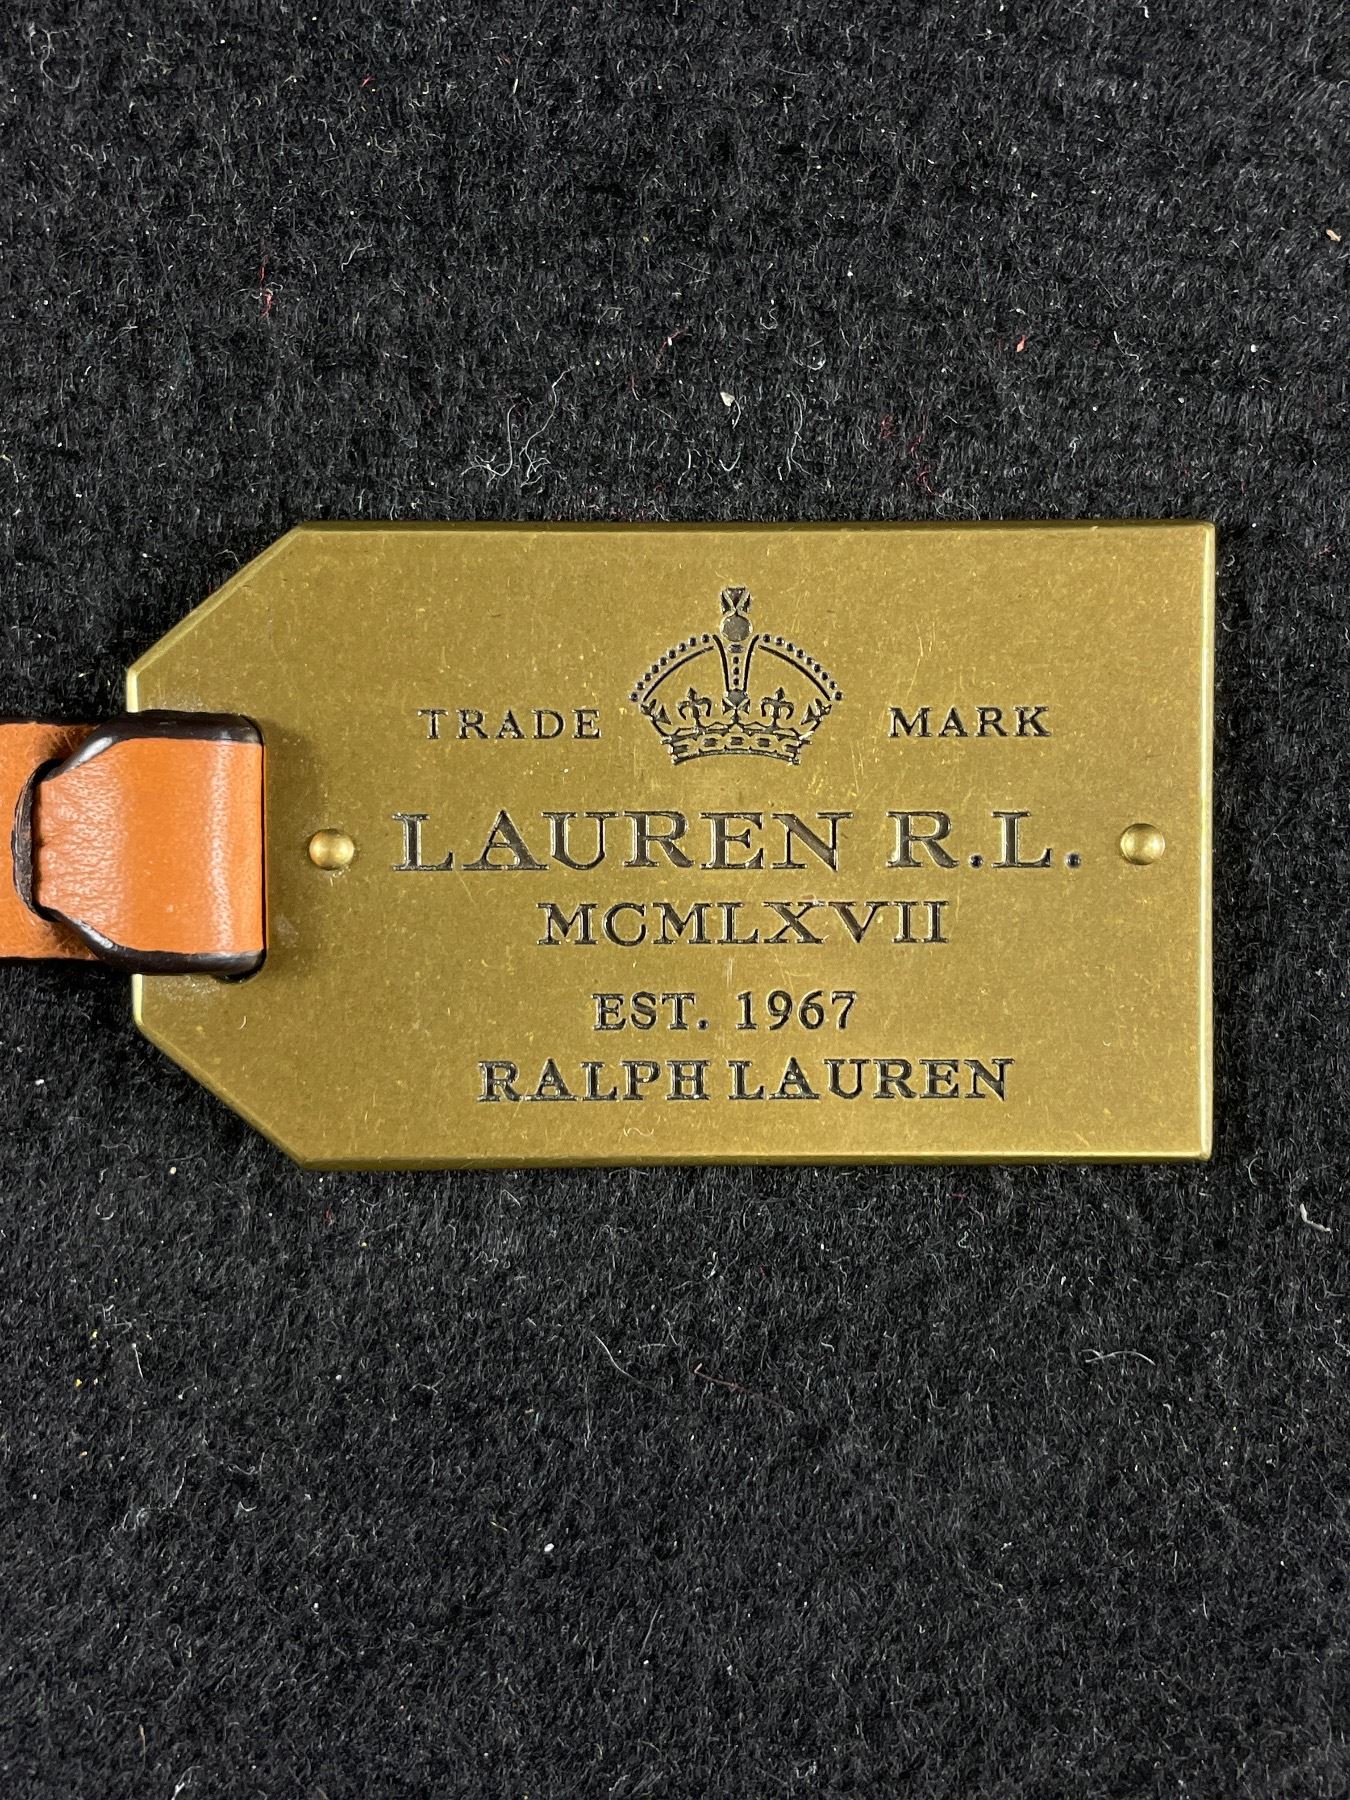 TRADE MARK
LAUREN R.L.
MCMLXVII
EST. 1967
RALPH LAUREN